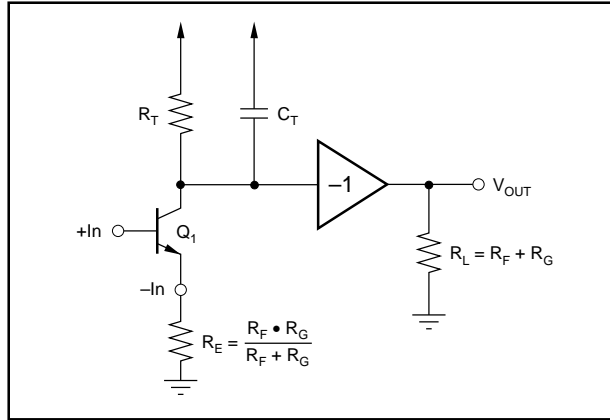 R_T
C_T
–1
V_OUT
+In
Q_1
R_L = R_F + R_G
–In
R_E = R_F • R_G / R_F + R_G